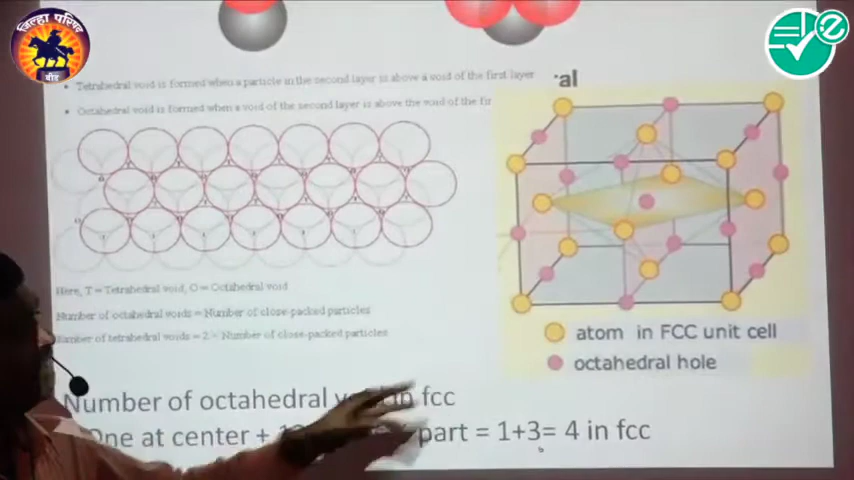 जिल्हा परिषद
बीड
e
al
Tetrahedral void is formed when a particle in the second layer is above a void of the first layer
Octahedral void is formed when a void of the second layer is above the void of the fir
Here, T = Tetrahedral void, O = Octahedral void
Number of octahedral voids = Number of close-packed particles
Number of tetrahedral voids = 2 × Number of close-packed particles
atom in FCC unit cell
octahedral hole
Number of octahedral in fcc
One at center + part = 1+3= 4 in fcc